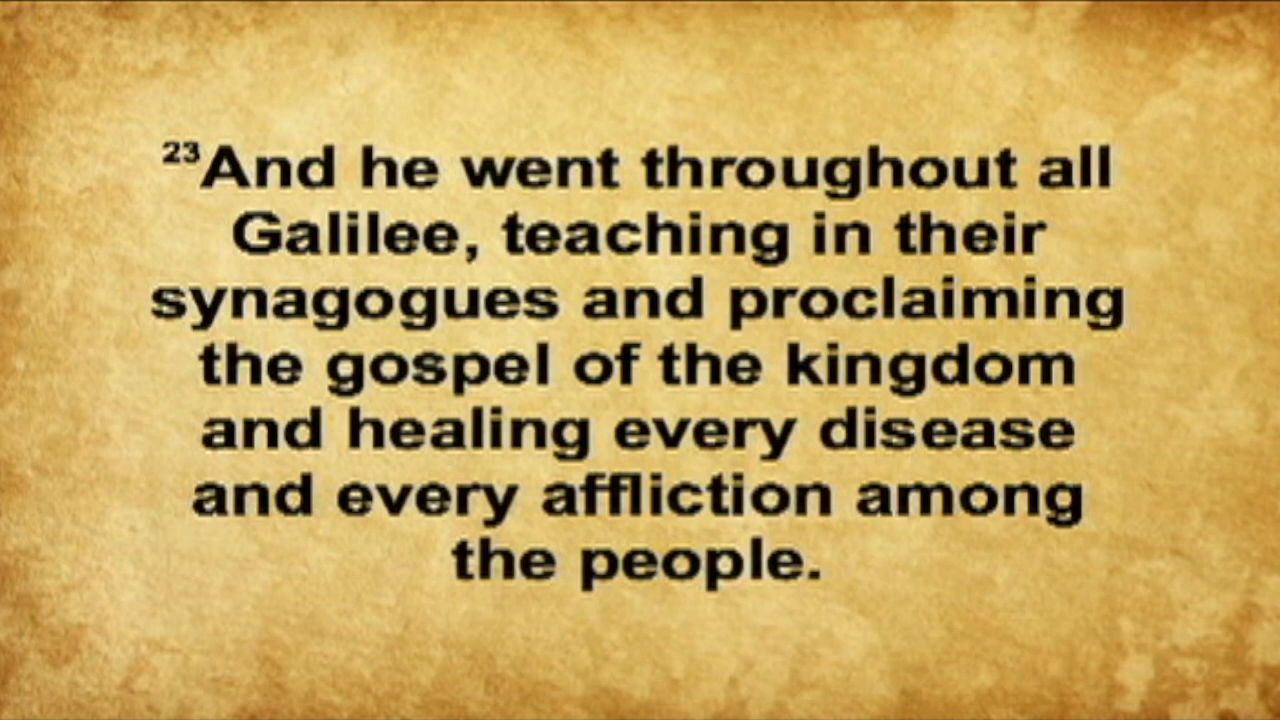 ²³And he went throughout all
Galilee, teaching in their
synagogues and proclaiming
the gospel of the kingdom
and healing every disease
and every affliction among
the people.